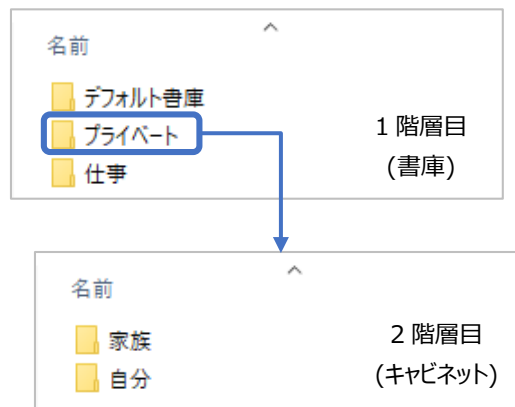 名前
デフォルト書庫
プライベート
仕事
1 階層目
(書庫)
名前
家族
自分
2 階層目
(キャビネット)